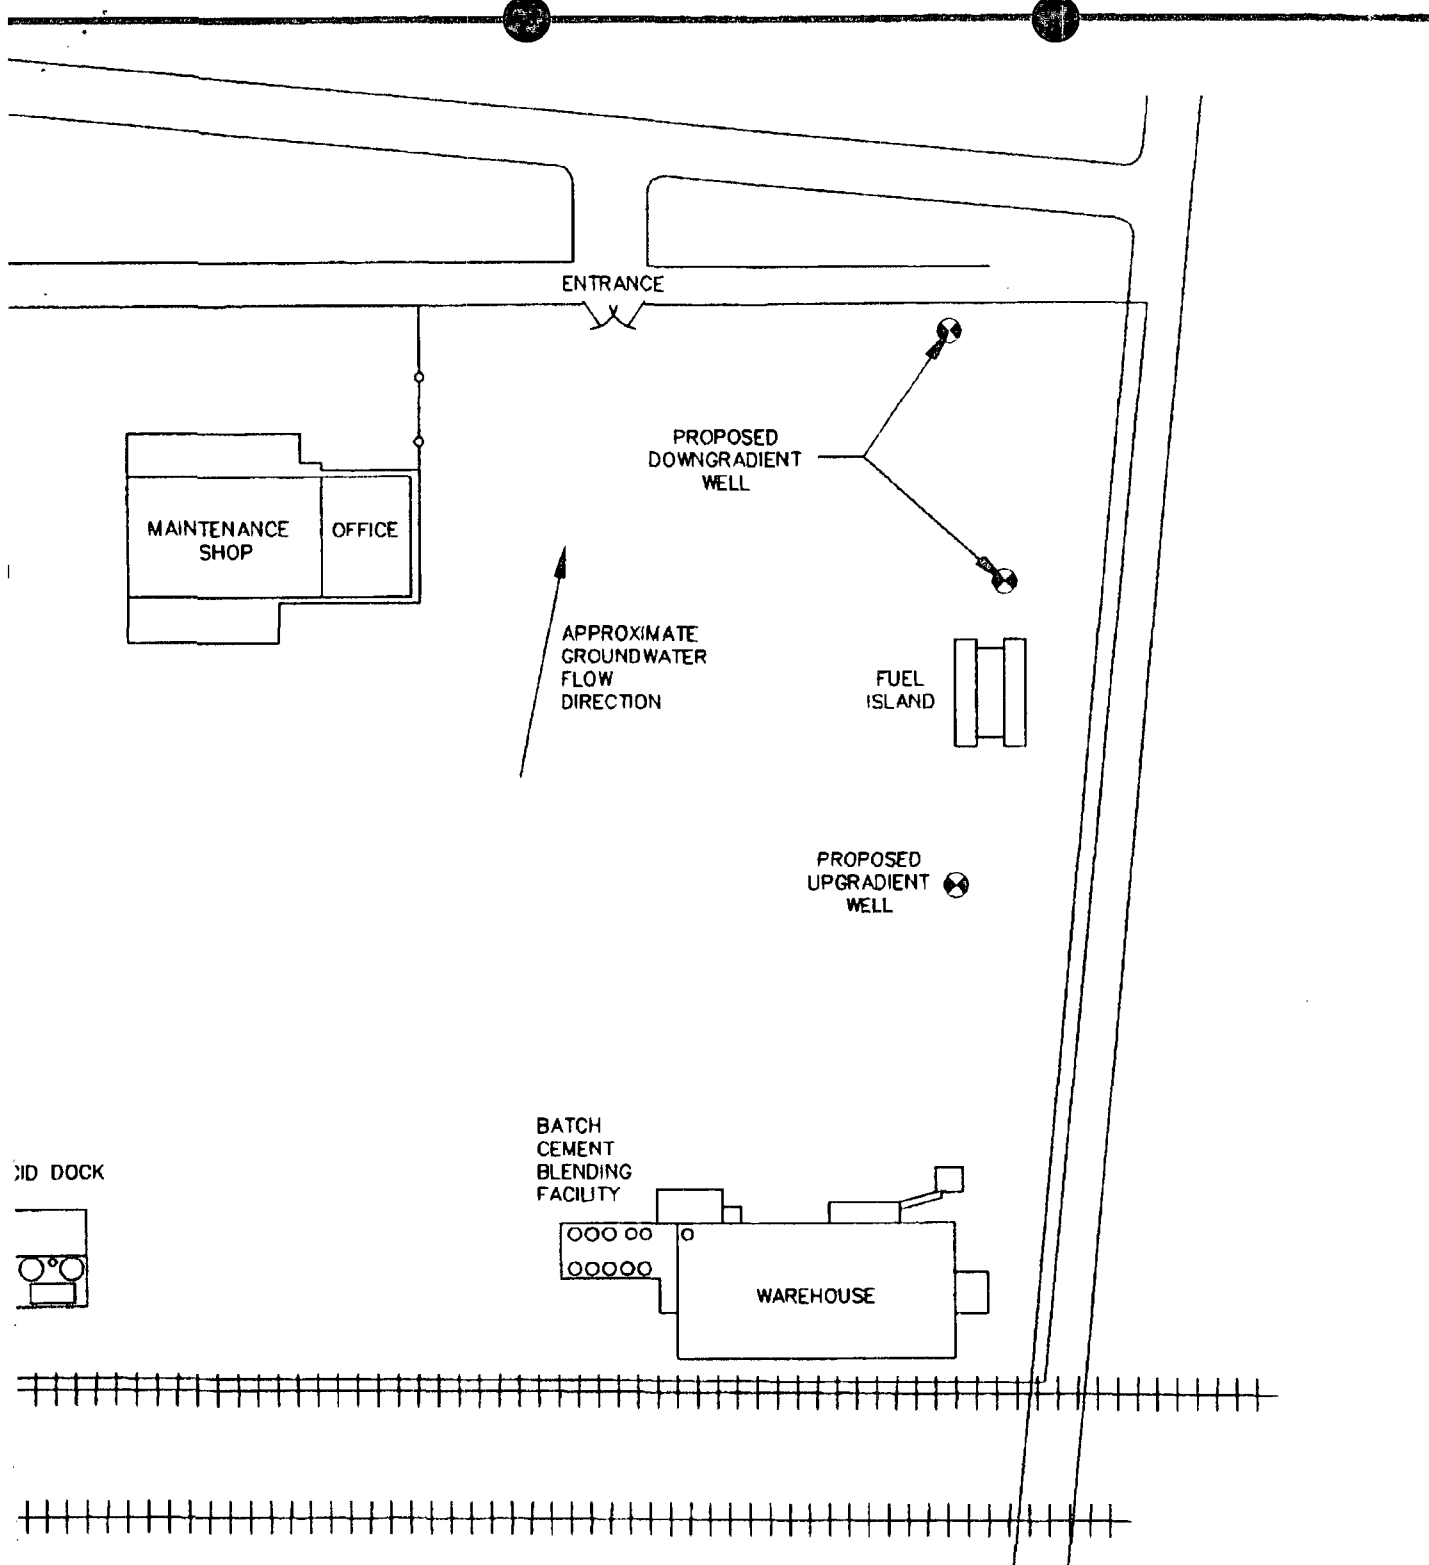 ENTRANCE
PROPOSED
DOWNGRADIENT
WELL
MAINTENANCE
SHOP
OFFICE
APPROXIMATE
GROUNDWATER
FLOW
DIRECTION
FUEL
ISLAND
PROPOSED
UPGRADIENT
WELL
BATCH
CEMENT
BLENDING
FACILITY
CID DOCK
WAREHOUSE